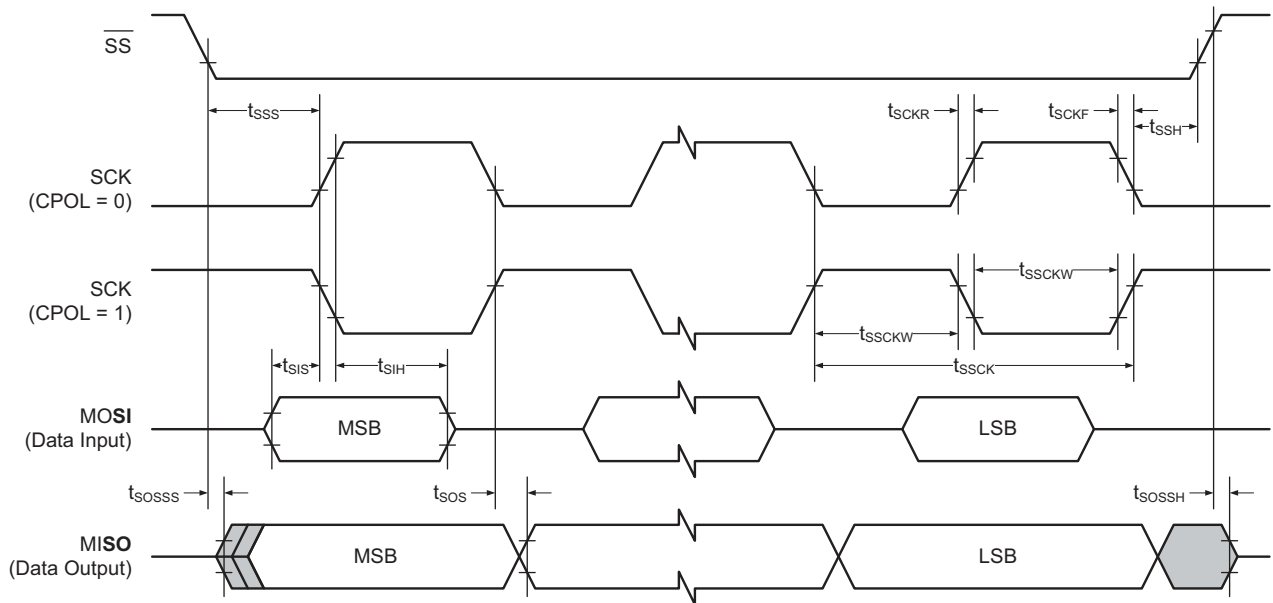 SS
tSSS
tSCKR
tSCKF
tSSH
SCK
(CPOL = 0)
SCK
(CPOL = 1)
tSSCKW
tSSCKW
tSSCK
tSIS
tSIH
MOSI
(Data Input)
MSB
LSB
tSOSSS
tSOS
tSOSSH
MISO
(Data Output)
MSB
LSB